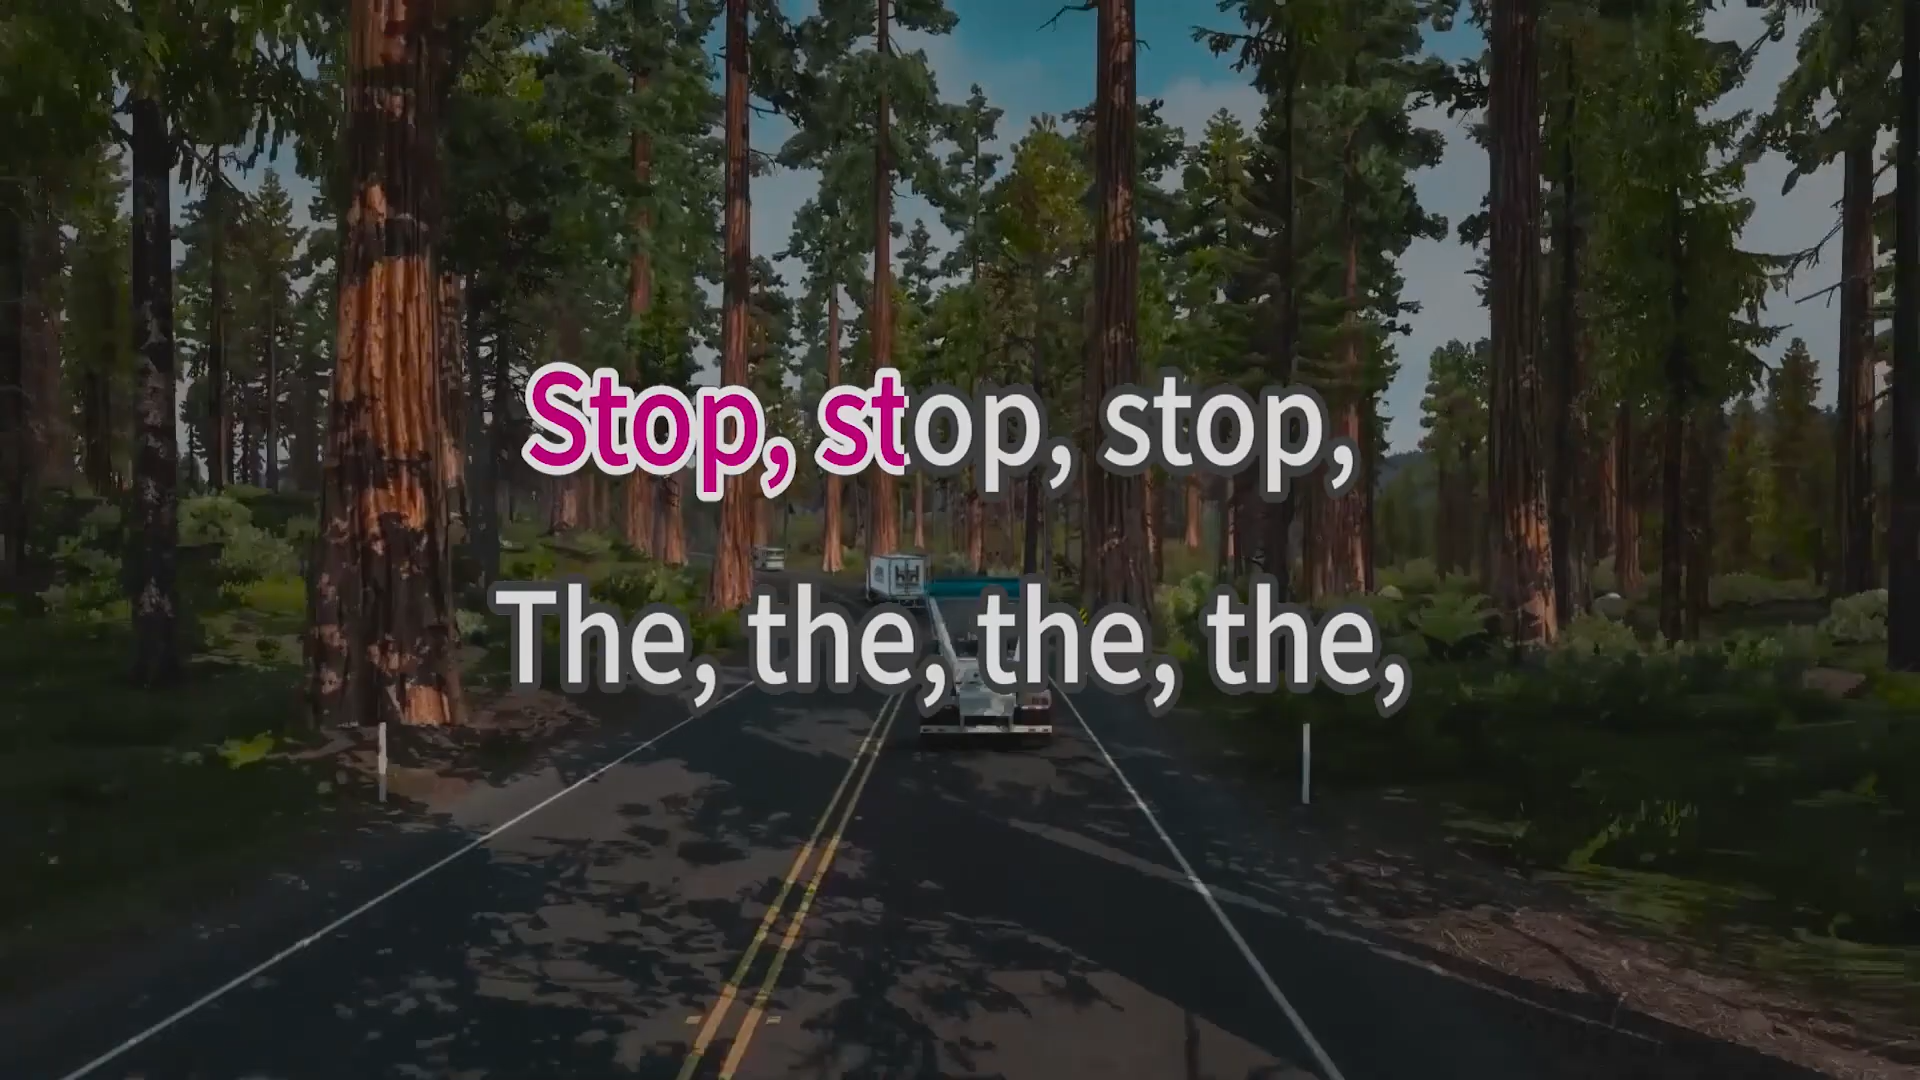 Stop, stop, stop,
The, the, the, the,